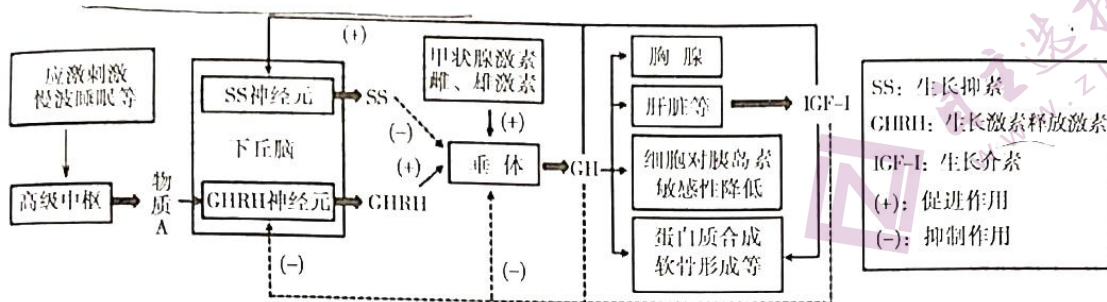 (+)
应激刺激
慢波睡眠等
SS神经元
SS
下丘脑
(-)
甲状腺激素
雌、雄激素
(+)
(+)
垂体
GH
胸腺
肝脏等
IGF-I
细胞对胰岛素
敏感性降低
蛋白质合成
软骨形成等
高级中枢
物
质
A
GHRH神经元
GHRH
(-)
(-)
SS：生长抑素
GHRH：生长激素释放激素
IGF-I：生长介素
(+)：促进作用
(-)：抑制作用